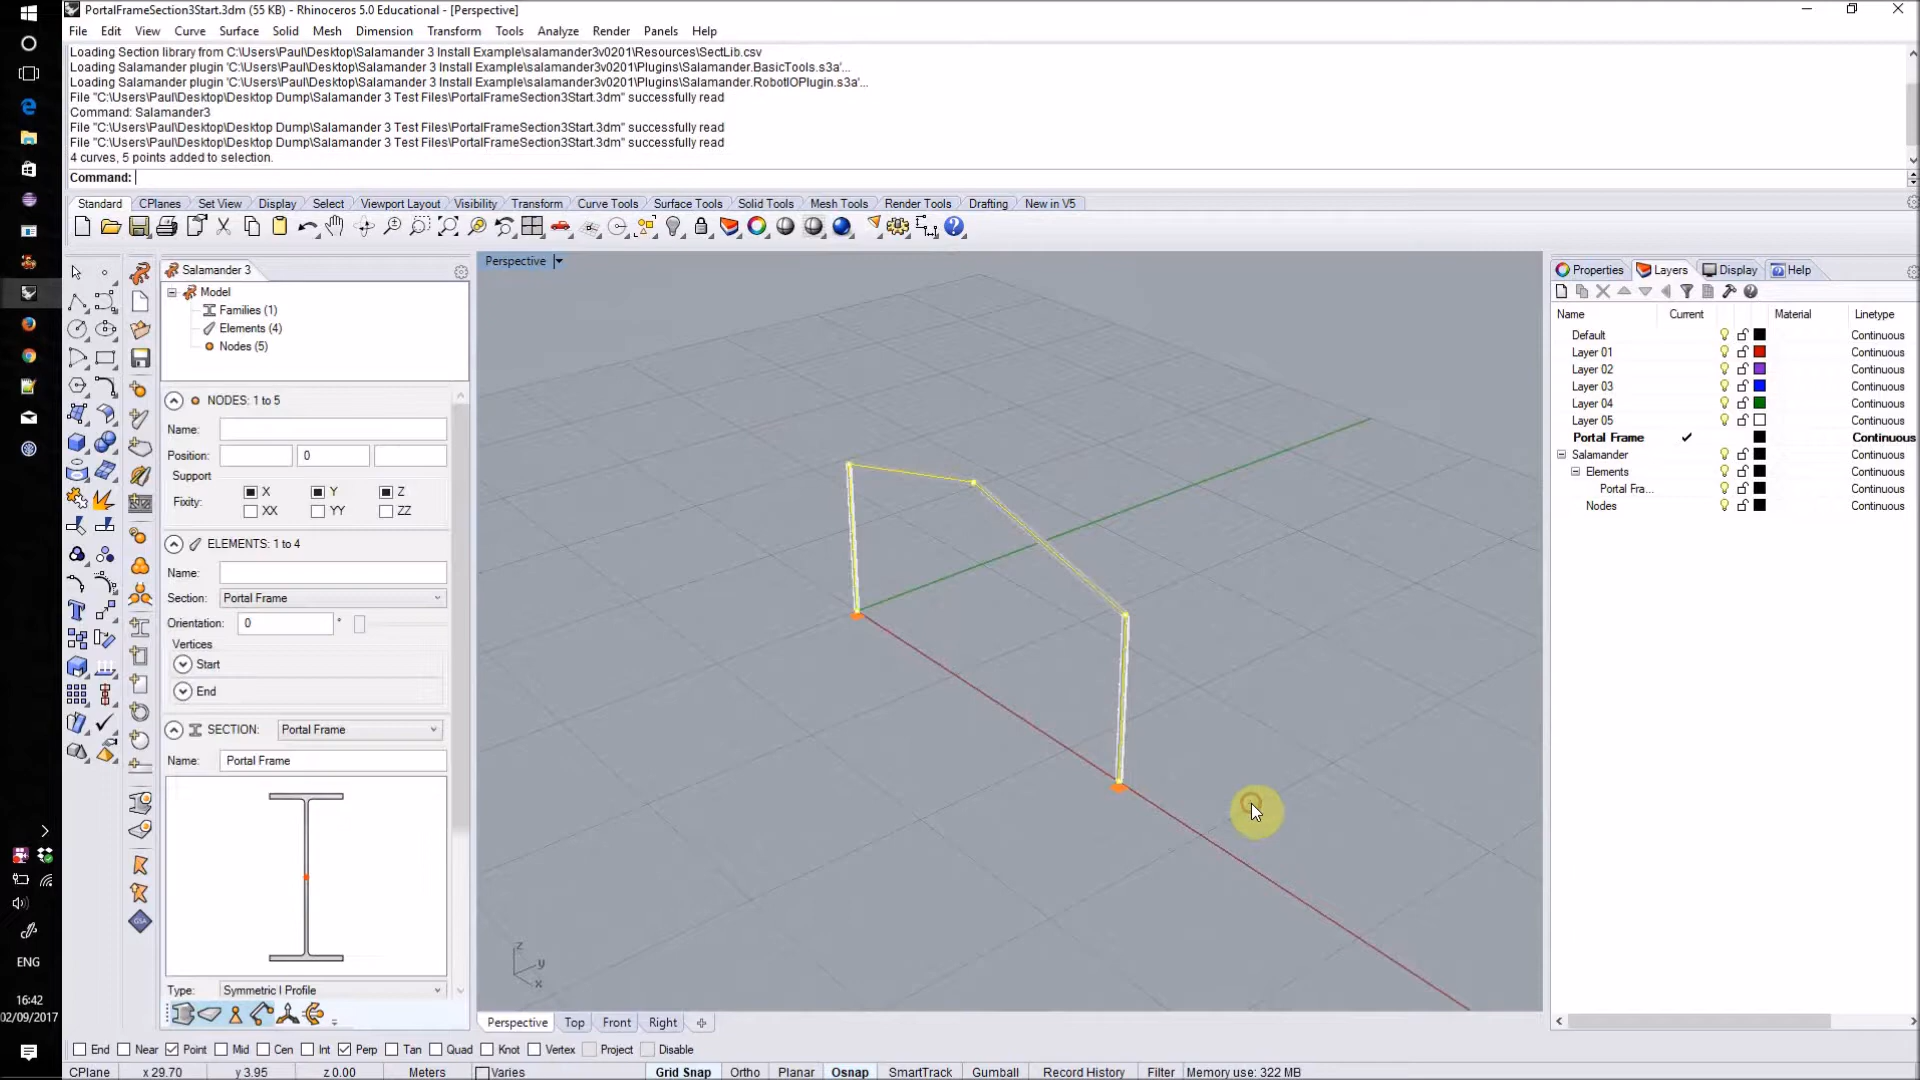 PortalFrameSection3Start.3dm (55 KB) - Rhinoceros 5.0 Educational - [Perspective]
File Edit View Curve Surface Solid Mesh Dimension Transform Tools Analyze Render Panels Help
Loading Section library from C:\Users\Paul\Desktop\Salamander 3 Install Example\salamander3v0201\Resources\SectLib.csv
Loading Salamander plugin 'C:\Users\Paul\Desktop\Salamander 3 Install Example\salamander3v0201\Plugins\Salamander.BasicTools.s3a'...
Loading Salamander plugin 'C:\Users\Paul\Desktop\Salamander 3 Install Example\salamander3v0201\Plugins\Salamander.RobotIOPlugin.s3a'...
File "C:\Users\Paul\Desktop\Desktop Dump\Salamander 3 Test Files\PortalFrameSection3Start.3dm" successfully read
Command: Salamander3
File "C:\Users\Paul\Desktop\Desktop Dump\Salamander 3 Test Files\PortalFrameSection3Start.3dm" successfully read
File "C:\Users\Paul\Desktop\Desktop Dump\Salamander 3 Test Files\PortalFrameSection3Start.3dm" successfully read
4 curves, 5 points added to selection.
Command:
Standard CPlanes Set View Display Select Viewport Layout Visibility Transform Curve Tools Surface Tools Solid Tools Mesh Tools Render Tools Drafting New in V5
Salamander 3
Model
Families (1)
Elements (4)
Nodes (5)
NODES: 1 to 5
Name:
Position: 0
Support
Fixity: X Y Z
XX YY ZZ
ELEMENTS: 1 to 4
Name:
Section: Portal Frame
Orientation: 0 °
Vertices
Start
End
SECTION: Portal Frame
Name: Portal Frame
Type: Symmetric I Profile
GSA
Perspective
z
y
x
Perspective Top Front Right
Properties Layers Display Help
Name Current Material Linetype
Default Continuous
Layer 01 Continuous
Layer 02 Continuous
Layer 03 Continuous
Layer 04 Continuous
Layer 05 Continuous
Portal Frame Continuous
Salamander Continuous
Elements Continuous
Portal Fra... Continuous
Nodes Continuous
End Near Point Mid Cen Int Perp Tan Quad Knot Vertex Project Disable
CPlane x 29.70 y 3.95 z 0.00 Meters Varies Grid Snap Ortho Planar Osnap SmartTrack Gumball Record History Filter Memory use: 322 MB
ENG
16:42
02/09/2017